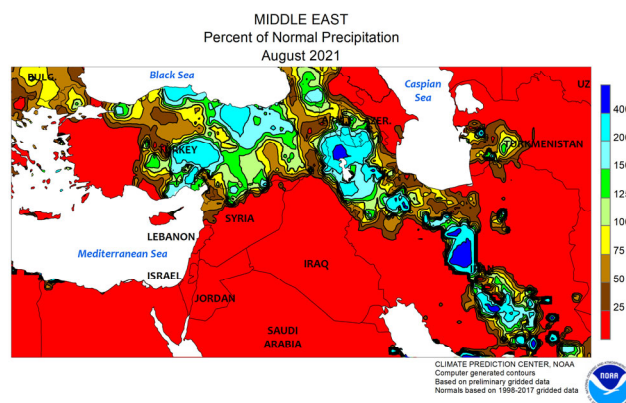 MIDDLE EAST
Percent of Normal Precipitation
August 2021
BULG.
Black Sea
Caspian
Sea
UZ
AZER.
TURKEY
TURKMENISTAN
SYRIA
LEBANON
Mediterranean Sea
IRAQ
ISRAEL
JORDAN
SAUDI
ARABIA
400
200
150
125
100
75
50
25
CLIMATE PREDICTION CENTER, NOAA
Computer generated contours
Based on preliminary gridded data
Normals based on 1998-2017 gridded data
NOAA